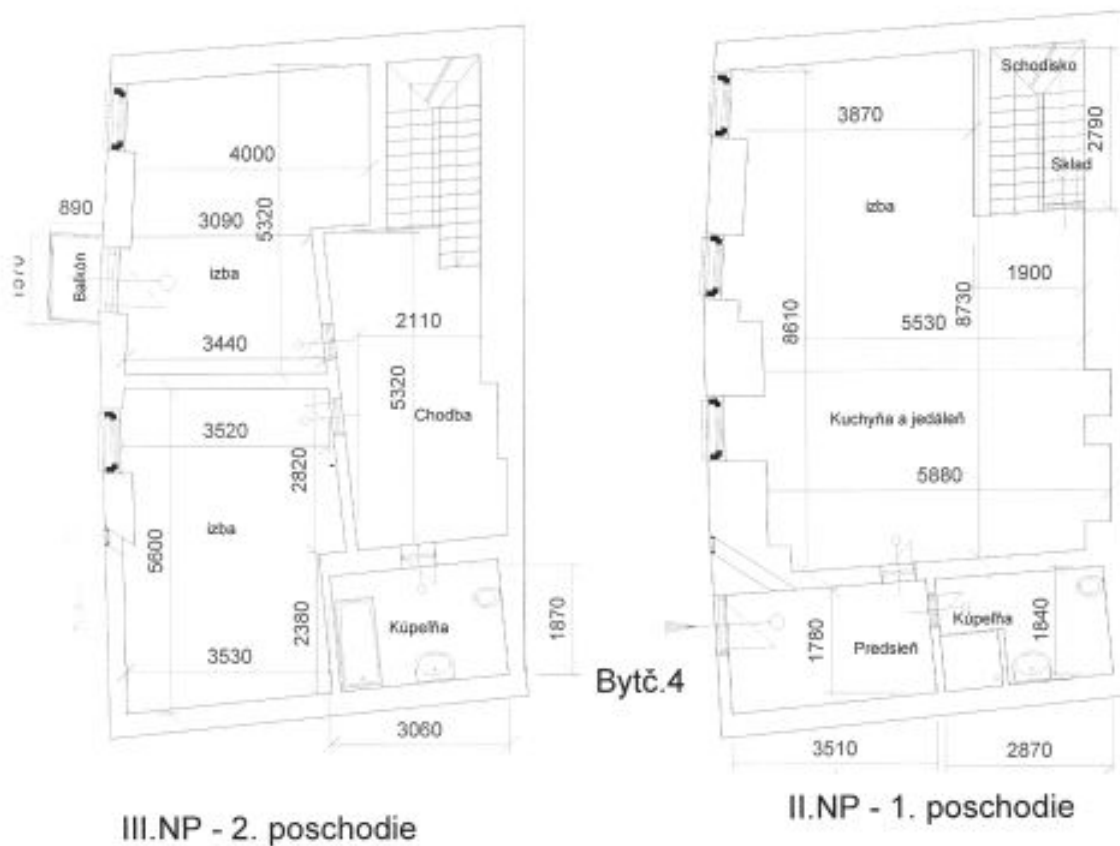 4000
890
3090
5320
Balkón
izba
3440
2110
5320
Chodba
3520
2820
izba
5600
2380
Kúpeľňa
1870
3530
3060
III.NP - 2. poschodie
Bytč.4
Schodisko
3870
2790
Sklad
izba
1900
8610
8730
5530
Kuchyňa a jedáleň
5880
1780
Predsieň
Kúpeľňa
1840
3510
2870
II.NP - 1. poschodie